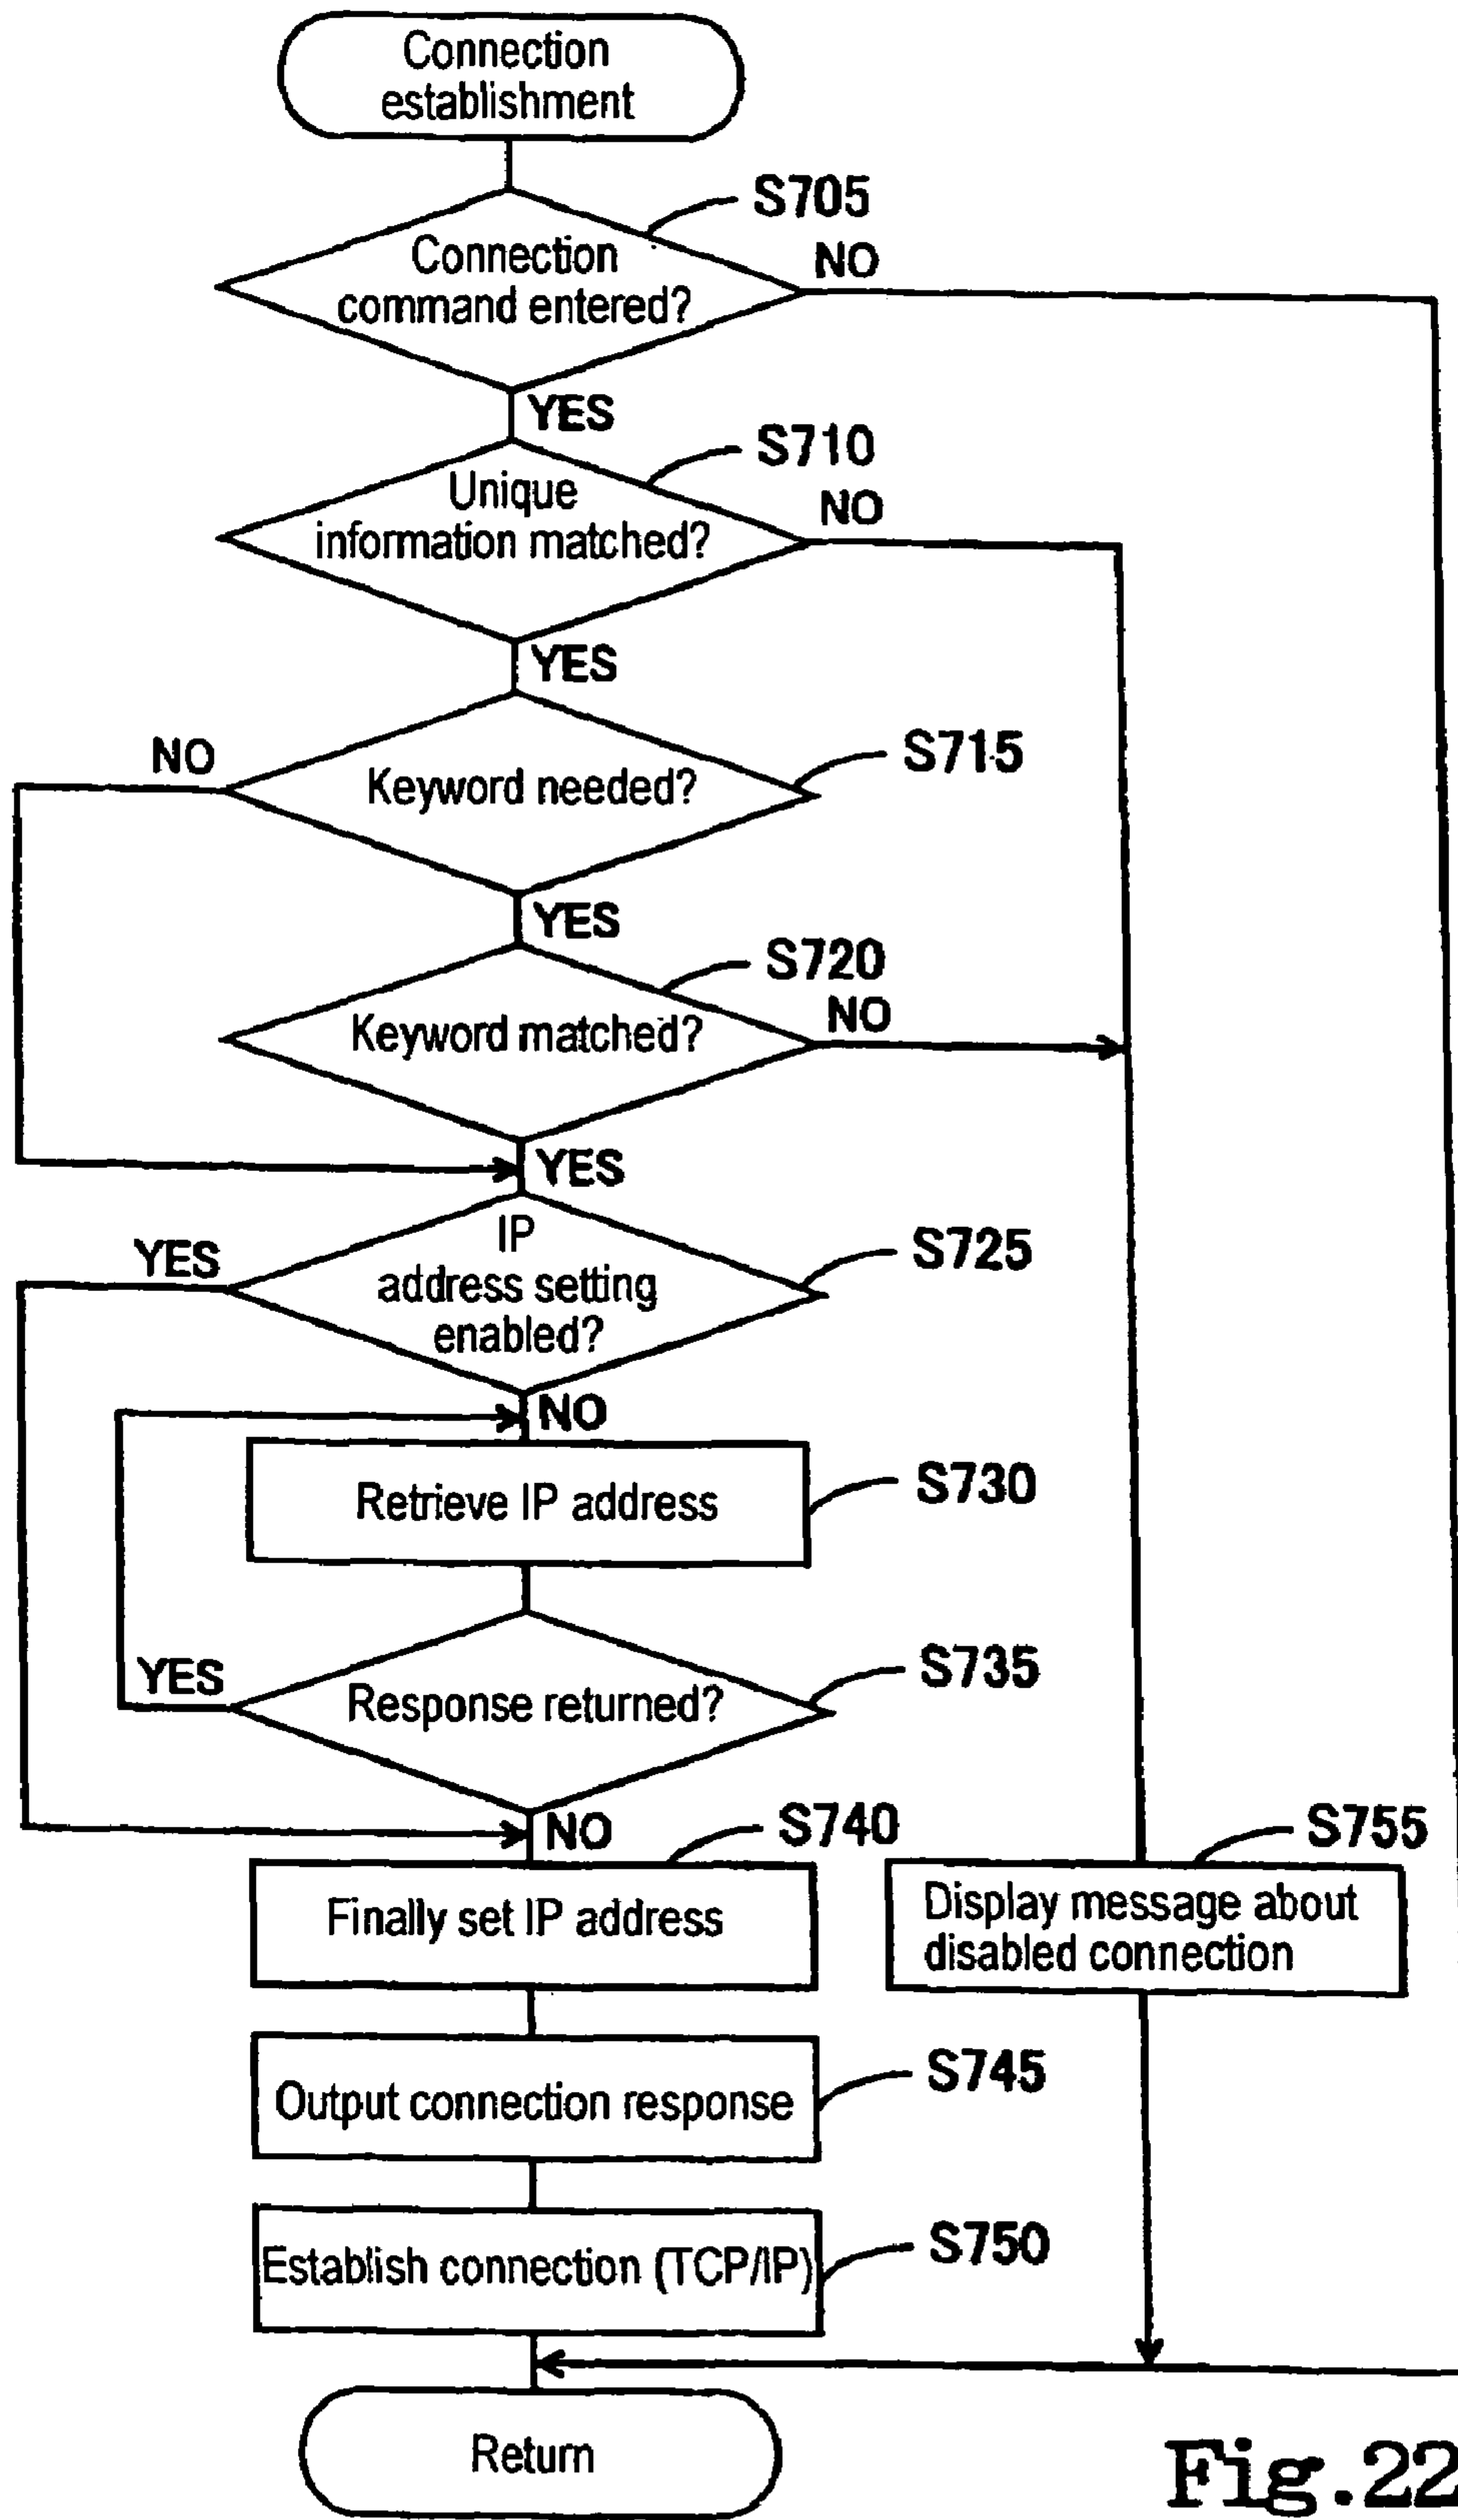 Connection
establishment
S705
Connection
command entered?
NO
YES
S710
Unique
information matched?
NO
YES
S715
NO
Keyword needed?
YES
S720
Keyword matched?
NO
YES
IP
address setting
enabled?
YES
S725
NO
Retrieve IP address
S730
YES
Response returned?
S735
NO
S740
Finally set IP address
S755
Display message about
disabled connection
Output connection response
S745
Establish connection (TCP/IP)
S750
Return
Fig.22